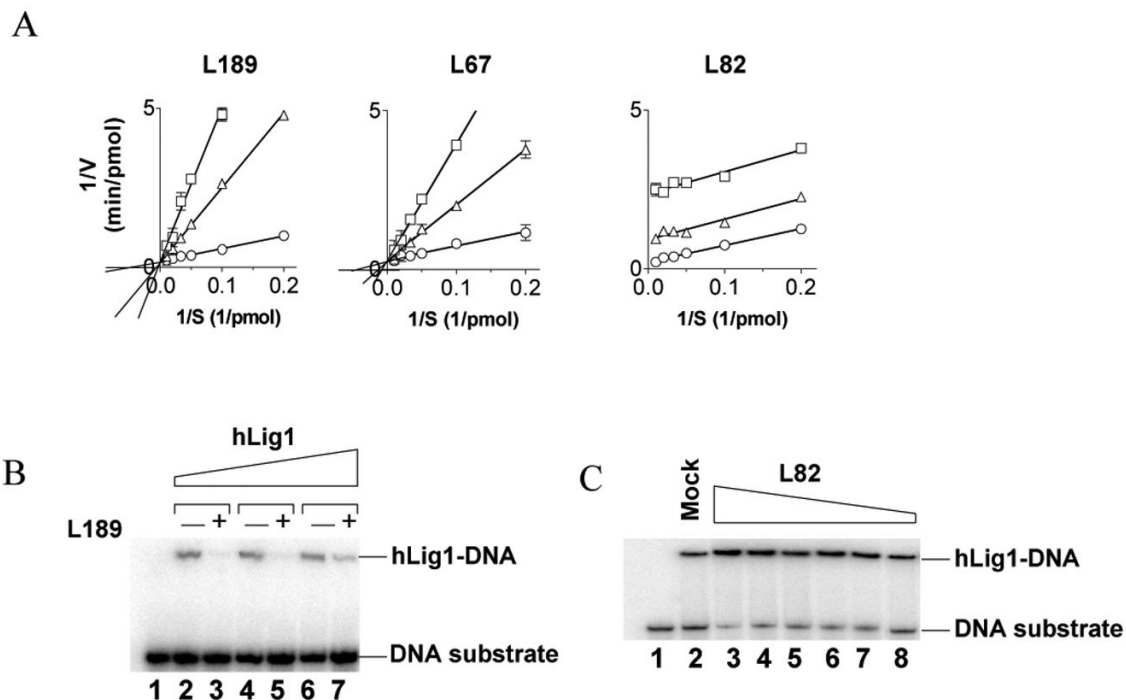 A
L189 L67 L82
1/V
(min/pmol)
5 5 5
0 0 0
0.0 0.1 0.2 0.0 0.1 0.2 0.0 0.1 0.2
1/S (1/pmol) 1/S (1/pmol) 1/S (1/pmol)
B
hLig1
L189 — + — + — +
hLig1-DNA
DNA substrate
1 2 3 4 5 6 7
C
Mock L82
hLig1-DNA
DNA substrate
1 2 3 4 5 6 7 8